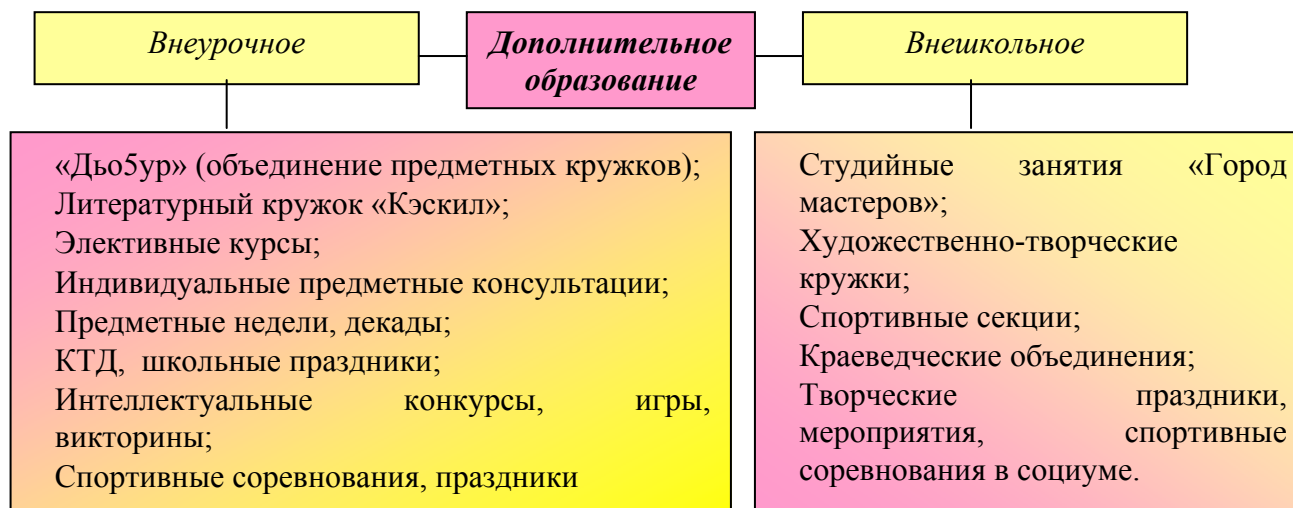 Внеурочное
Дополнительное
образование
Внешкольное
«Дьо5ур» (объединение предметных кружков);
Литературный кружок «Кэскил»;
Элективные курсы;
Индивидуальные предметные консультации;
Предметные недели, декады;
КТД, школьные праздники;
Интеллектуальные конкурсы, игры,
викторины;
Спортивные соревнования, праздники
Студийные занятия «Город
мастеров»;
Художественно-творческие
кружки;
Спортивные секции;
Краеведческие объединения;
Творческие праздники,
мероприятия, спортивные
соревнования в социуме.